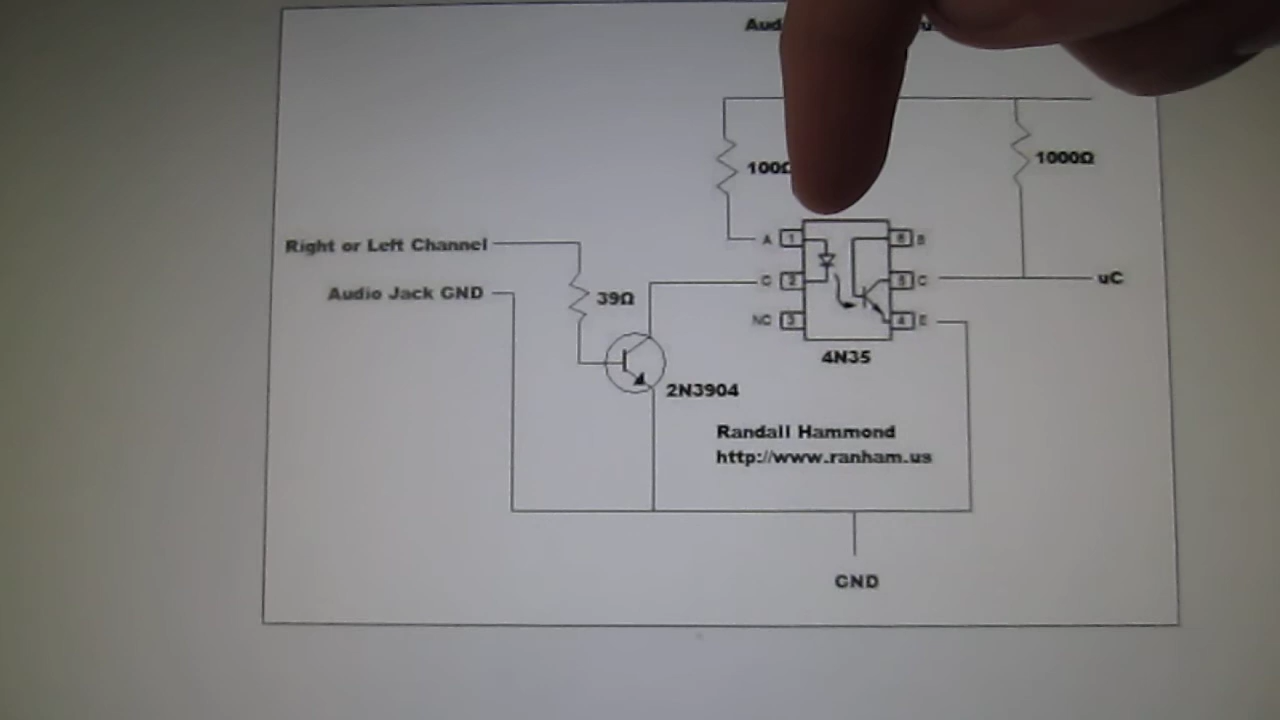 Right or Left Channel
Audio Jack GND
39Ω
2N3904
1000Ω
A 1
6 B
C 2
5 C
uC
NC 3
4 E
4N35
Randall Hammond
http://www.ranham.us
GND